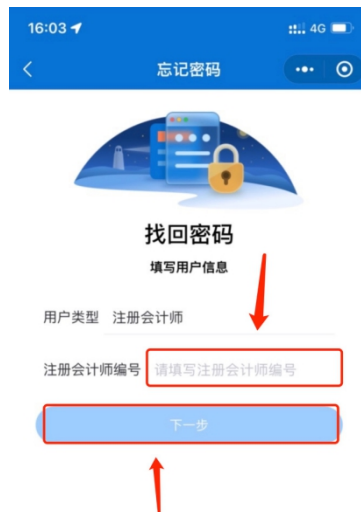 16:03 4G
忘记密码
找回密码
填写用户信息
用户类型 注册会计师
注册会计师编号 请填写注册会计师编号
下一步